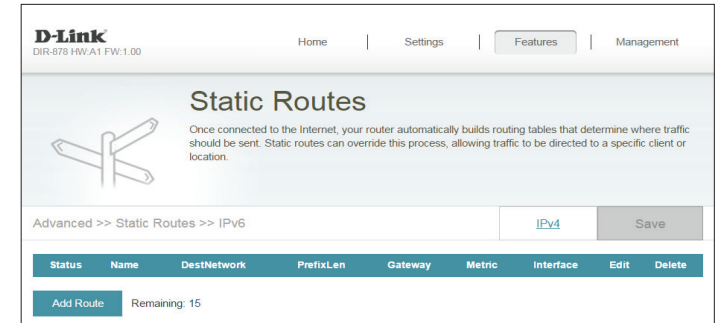 D-Link
DIR-878 HW:A1 FW:1.00
Home | Settings | Features | Management
Static Routes
Once connected to the Internet, your router automatically builds routing tables that determine where traffic
should be sent. Static routes can override this process, allowing traffic to be directed to a specific client or
location.
Advanced >> Static Routes >> IPv6
IPv4 Save
Status Name DestNetwork PrefixLen Gateway Metric Interface Edit Delete
Add Route Remaining: 15